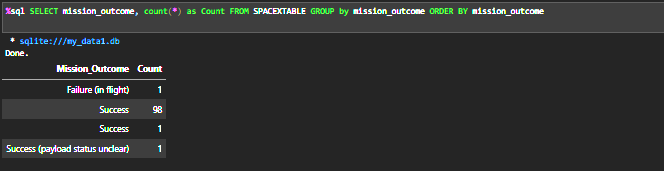 %sql SELECT mission_outcome, count(*) as Count FROM SPACEXTABLE GROUP by mission_outcome ORDER BY mission_outcome
* sqlite:///my_data1.db
Done.
Mission_Outcome Count
Failure (in flight) 1
Success 98
Success 1
Success (payload status unclear) 1